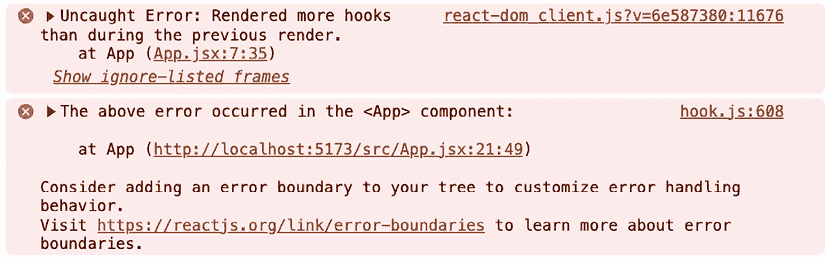 Uncaught Error: Rendered more hooks than during the previous render. react-dom_client.js?v=6e587380:11676
at App (App.jsx:7:35)
Show ignore-listed frames
The above error occurred in the <App> component: hook.js:608
at App (http://localhost:5173/src/App.jsx:21:49)
Consider adding an error boundary to your tree to customize error handling
behavior.
Visit https://reactjs.org/link/error-boundaries to learn more about error
boundaries.